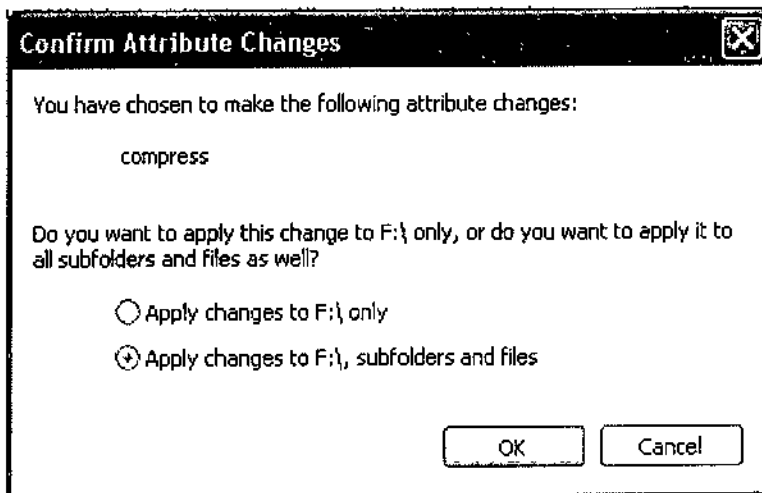 Confirm Attribute Changes
You have chosen to make the following attribute changes:
compress
Do you want to apply this change to F:\ only, or do you want to apply it to
all subfolders and files as well?
Apply changes to F:\ only
Apply changes to F:\, subfolders and files
OK
Cancel